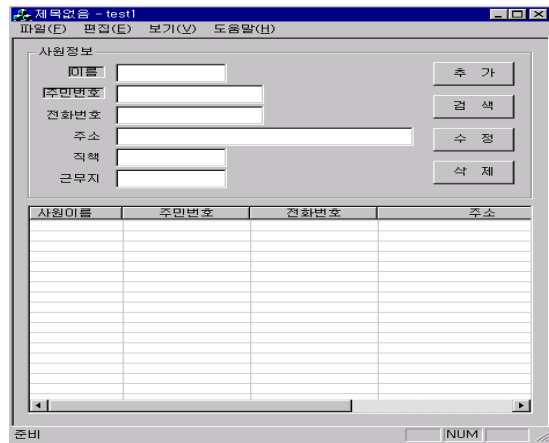 제목없음 - test1
파일(F) 편집(E) 보기(V) 도움말(H)
사원정보
이름
추 가
주민번호
검 색
전화번호
주소
수 정
직책
삭 제
근무지
사원이름 주민번호 전화번호 주소
준비 NUM